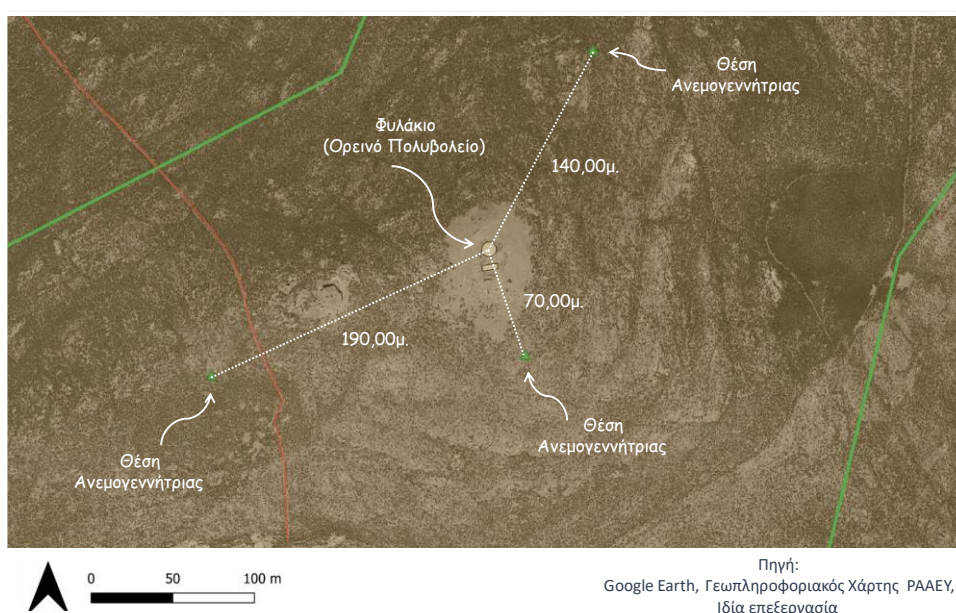 Θέση
Ανεμογεννήτριας
Φυλάκιο
(Ορεινό Πολυβολείο)
140,00μ.
70,00μ.
190,00μ.
Θέση
Ανεμογεννήτριας
Θέση
Ανεμογεννήτριας
0 50 100 m
Πηγή:
Google Earth, Γεωπληροφοριακός Χάρτης ΡΑΑΕΥ,
Ιδία επεξεργασία